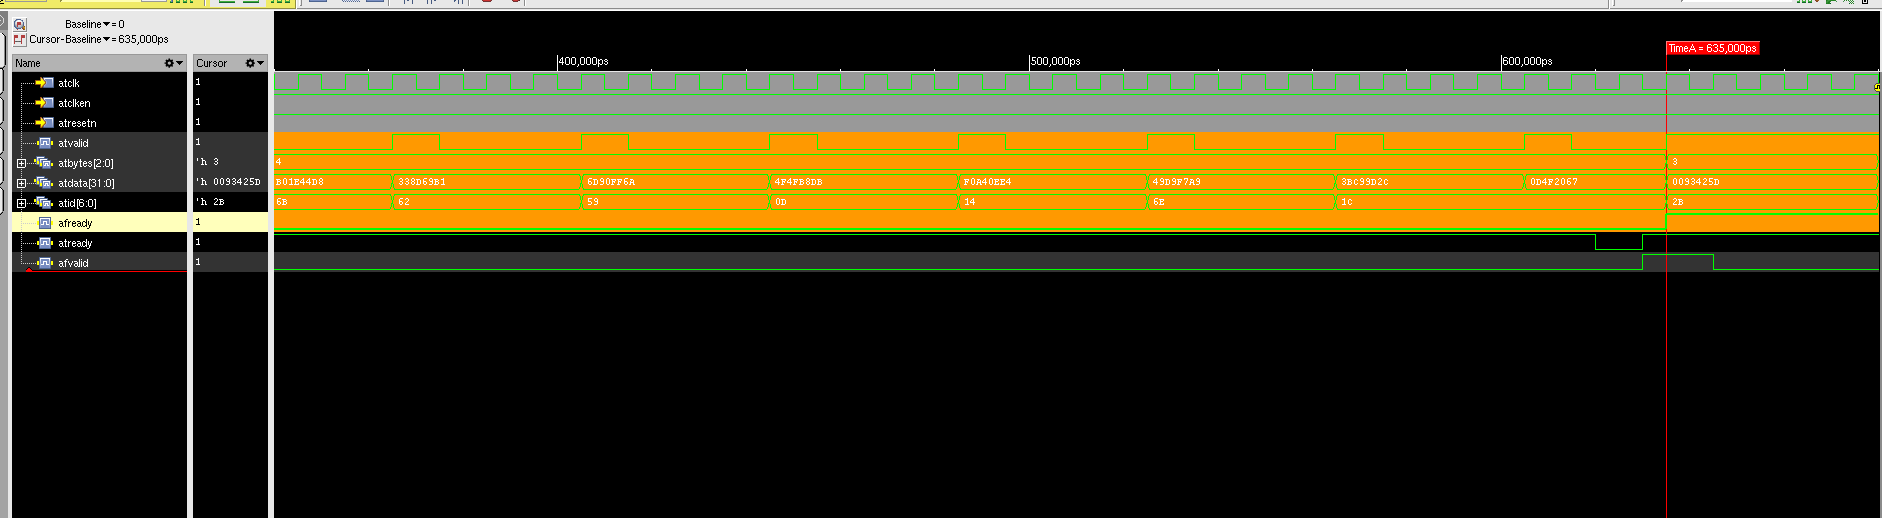 Baseline▼= 0
Cursor-Baseline▼= 635,000ps
Name Cursor
TimeA = 635,000ps
400,000ps 500,000ps 600,000ps
atclk 1
atclken 1
atresetn 1
atvalid 1
atbytes[2:0] 'h 3 4 3
atdata[31:0] 'h 0093425D B01E44D8 338D69B1 6D90FF6A 4F4FB8DB F0A40EE4 49D9F7A9 3BC99D2C 0D4F2067 0093425D
atid[6:0] 'h 2B 6B 62 59 0D 14 6E 1C 2B
afready 1
atready 1
afvalid 1